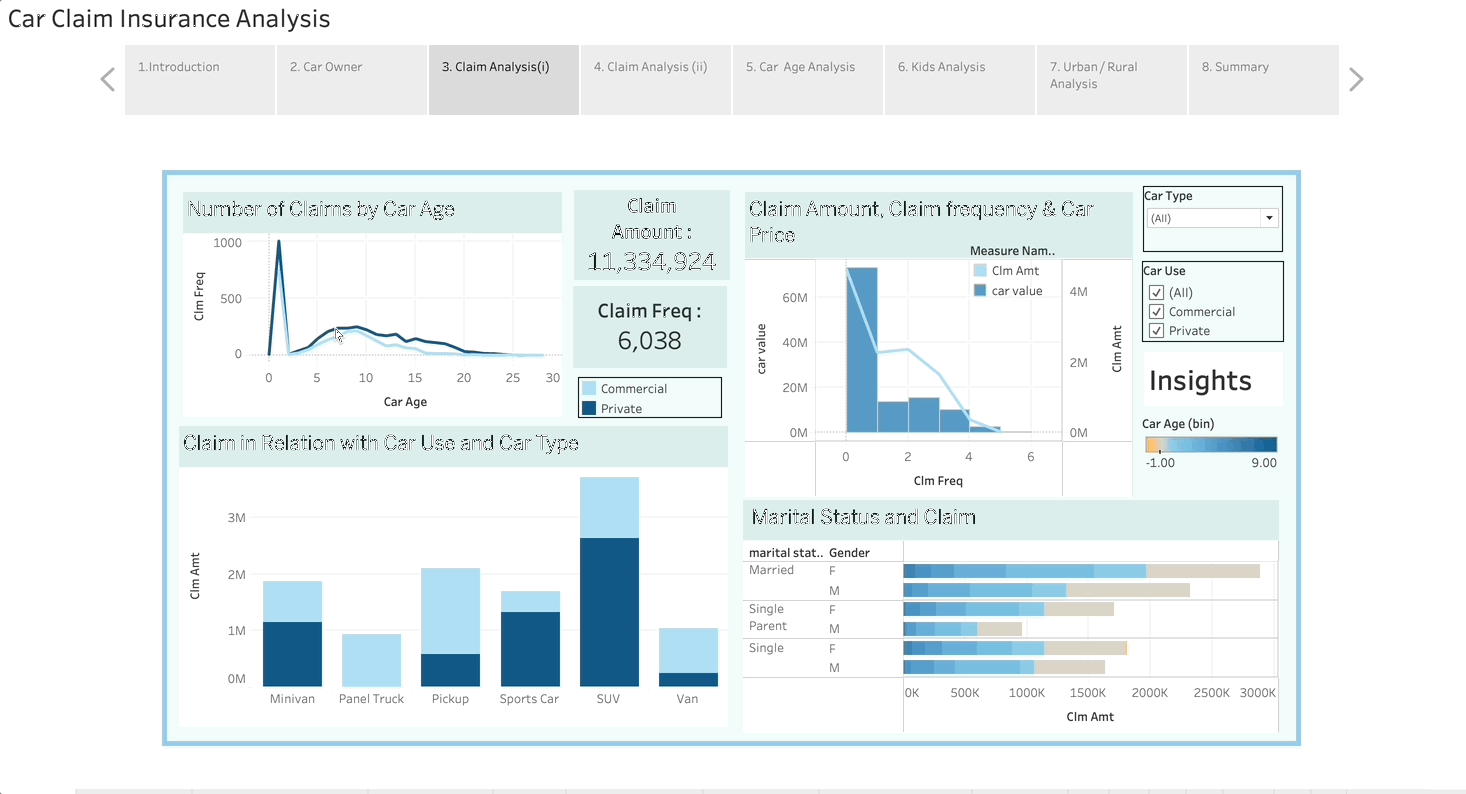 Car Claim Insurance Analysis
1.Introduction
2. Car Owner
3. Claim Analysis(i)
4. Claim Analysis (ii)
5. Car  Age Analysis
6. Kids Analysis
7. Urban / Rural
Analysis
8. Summary
Number of Claims by Car Age
1000
500
0
Clm Freq
0 5 10 15 20 25 30
Car Age
Claim
Amount :
11,334,924
Claim Freq :
6,038
Commercial
Private
Claim Amount, Claim frequency & Car
Price
Measure Nam..
Clm Amt
car value
60M
40M
20M
0M
car value
4M
2M
0M
Clm Amt
0 2 4 6
Clm Freq
Car Type
(All)
Car Use
(All)
Commercial
Private
Insights
Car Age (bin)
-1.00 9.00
Claim in Relation with Car Use and Car Type
3M
2M
1M
0M
Clm Amt
Minivan Panel Truck Pickup Sports Car SUV Van
Marital Status and Claim
marital stat.. Gender
Married F
M
Single F
Parent M
Single F
M
0K 500K 1000K 1500K 2000K 2500K 3000K
Clm Amt